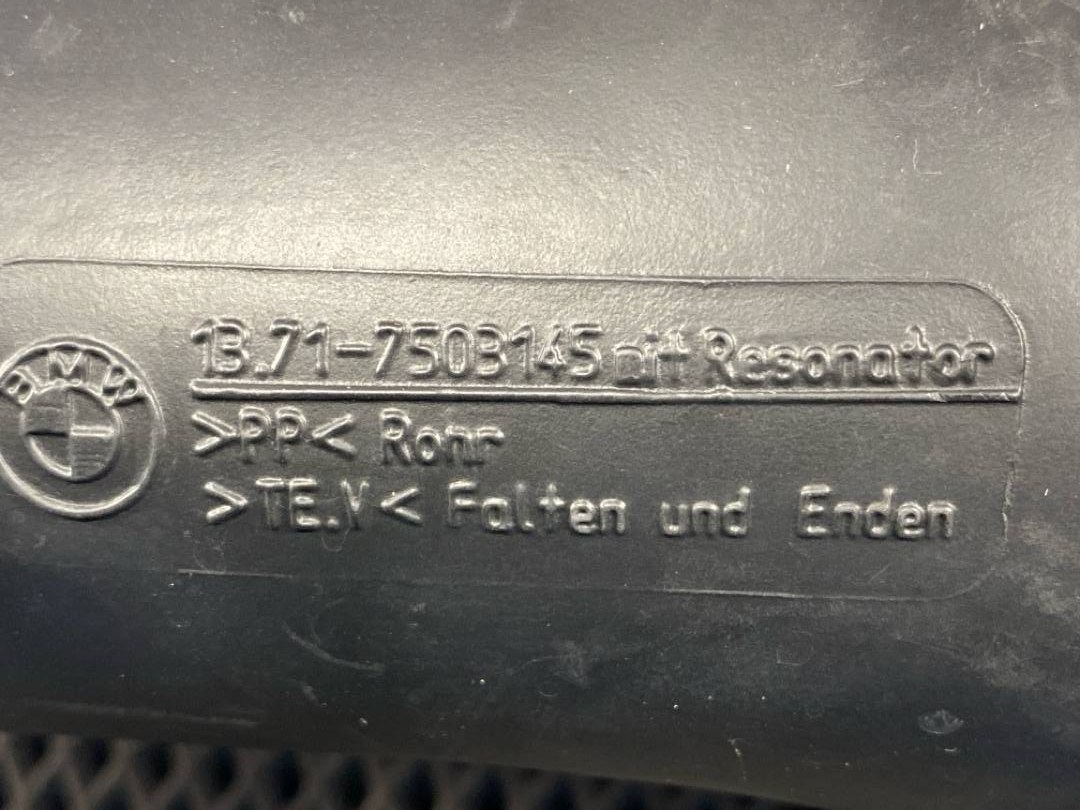 BMW
13.71-7503145 mit Resonator
>PP< Rohr
>TE.V< Falten und Enden